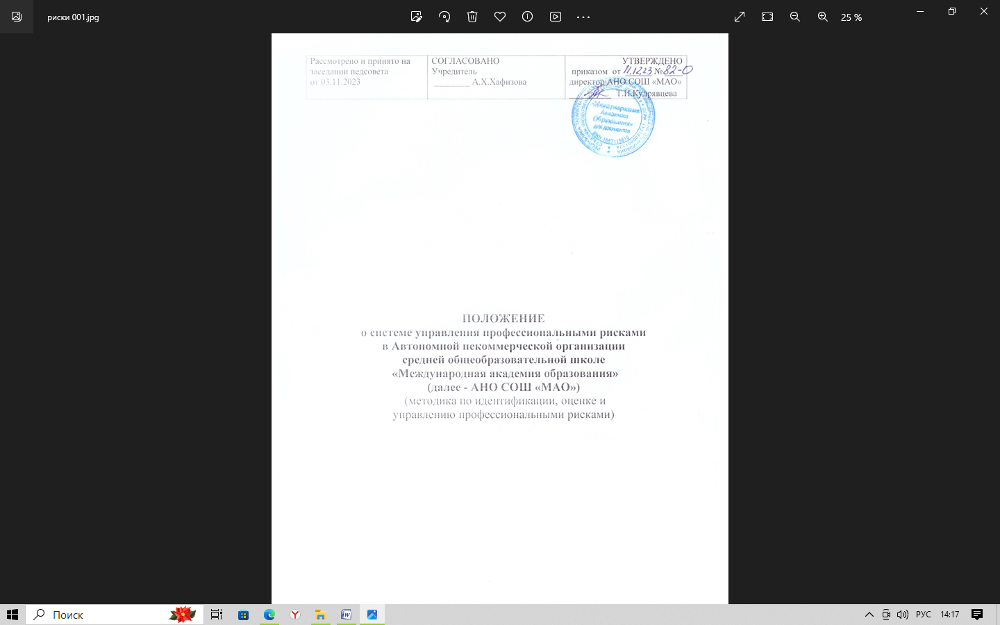 риски 001.jpg
25 %
Рассмотрено и принято на
заседании педсовета
от 03.11.2023
СОГЛАСОВАНО
Учредитель
________ А.Х.Хафизова
УТВЕРЖДЕНО
приказом от 11.12.23 № 82-О
директор АНО СОШ «МАО»
Т.И.Кудрявцева
«Международная
Академия
Образования»
для документов
ПОЛОЖЕНИЕ
о системе управления профессиональными рисками
в Автономной некоммерческой организации
средней общеобразовательной школе
«Международная академия образования»
(далее - АНО СОШ «МАО»)
(методика по идентификации, оценке и
управлению профессиональными рисками)
Поиск
РУС
14:17